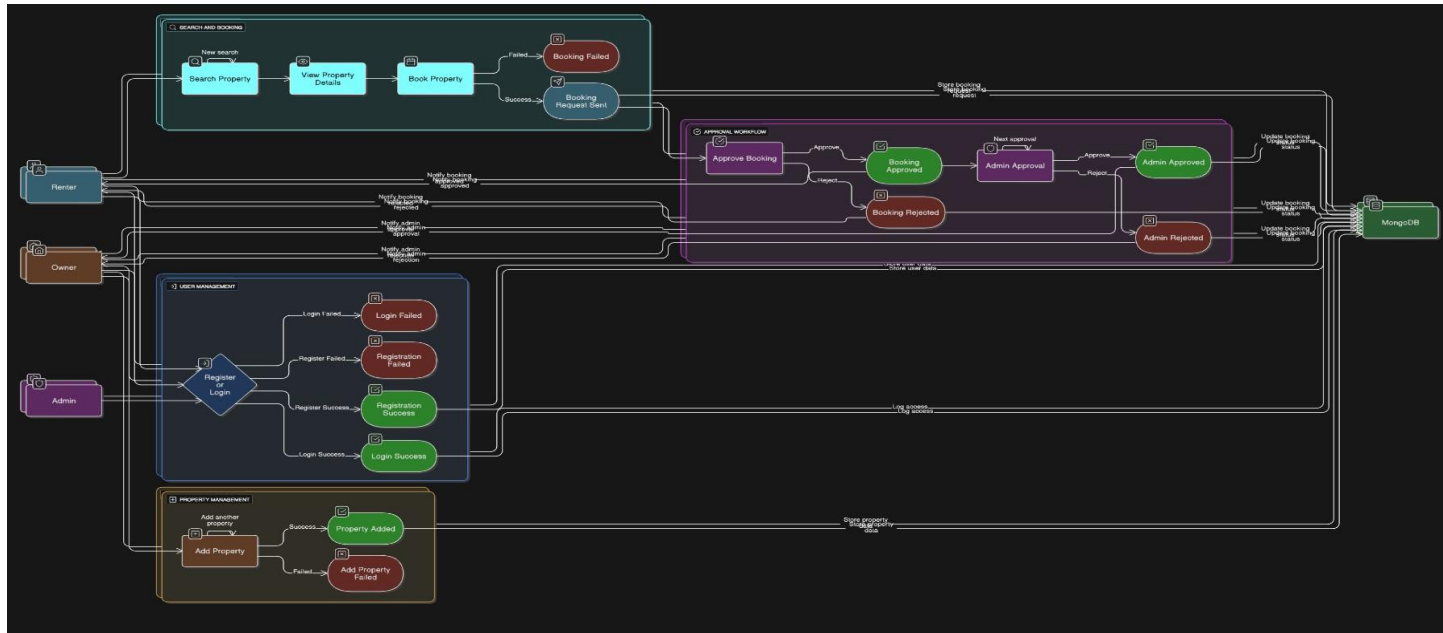 SEARCH AND BOOKING
New search
Search Property
View Property
Details
Book Property
Failed
Booking Failed
Success
Booking
Request Sent
Store booking
request
APPROVAL WORKFLOW
Approve Booking
Approve
Reject
Booking
Approved
Booking Rejected
Next approval
Admin Approval
Approve
Reject
Admin Approved
Admin Rejected
Update booking
status
Update booking
status
Update booking
status
MongoDB
Renter
Notify booking
approved
Notify booking
rejected
Owner
Notify admin
approval
Notify admin
rejection
Admin
USER MANAGEMENT
Register
or
Login
Login Failed
Login Failed
Register Failed
Registration
Failed
Register Success
Registration
Success
Login Success
Login Success
Store user data
Log access
Log access
PROPERTY MANAGEMENT
Add another
property
Add Property
Success
Property Added
Failed
Add Property
Failed
Store property
data